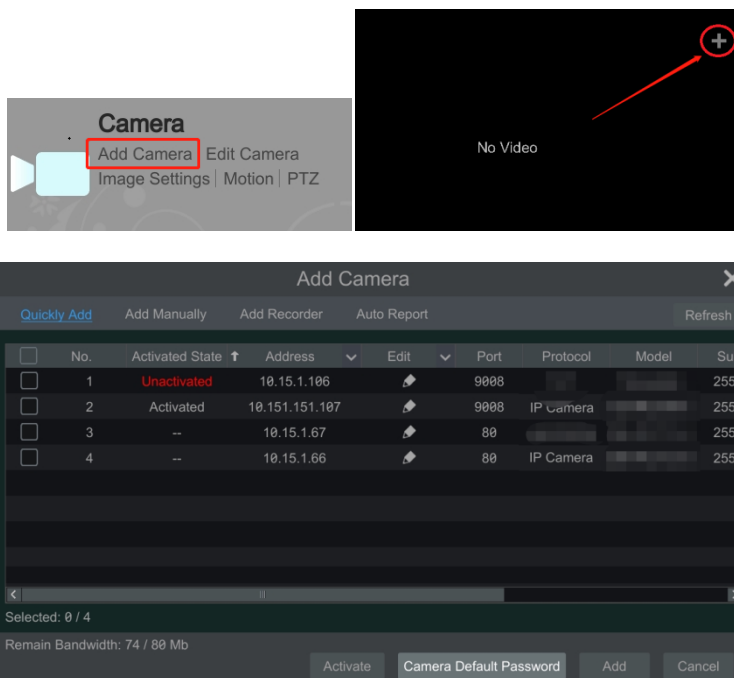 Camera
Add Camera Edit Camera
Image Settings | Motion | PTZ
No Video
Add Camera
Quickly Add Add Manually Add Recorder Auto Report Refresh
No. Activated State Address Edit Port Protocol Model Su
1 Unactivated 10.15.1.106 9008 255
2 Activated 10.151.151.107 9008 IP Camera 255
3 -- 10.15.1.67 80 255
4 -- 10.15.1.66 80 IP Camera 255
Selected: 0 / 4
Remain Bandwidth: 74 / 80 Mb
Activate Camera Default Password Add Cancel